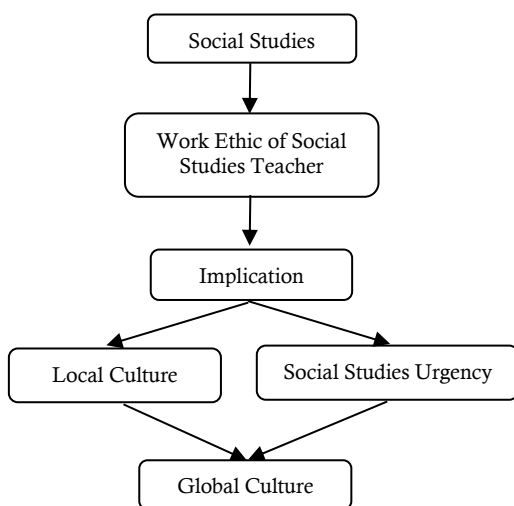 Social Studies
Work Ethic of Social
Studies Teacher
Implication
Local Culture
Social Studies Urgency
Global Culture